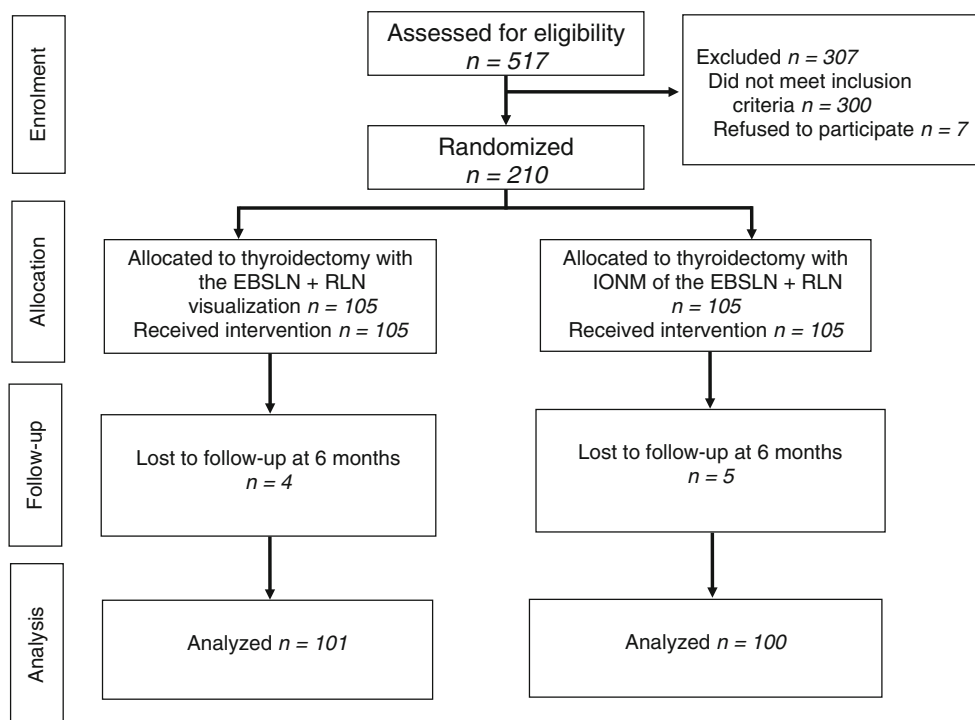 Enrolment
Assessed for eligibility
n = 517
Excluded n = 307
Did not meet inclusion
criteria n = 300
Refused to participate n = 7
Randomized
n = 210
Allocation
Allocated to thyroidectomy with
the EBSLN + RLN
visualization n = 105
Received intervention n = 105
Allocated to thyroidectomy with
IONM of the EBSLN + RLN
n = 105
Received intervention n = 105
Follow-up
Lost to follow-up at 6 months
n = 4
Lost to follow-up at 6 months
n = 5
Analysis
Analyzed n = 101
Analyzed n = 100